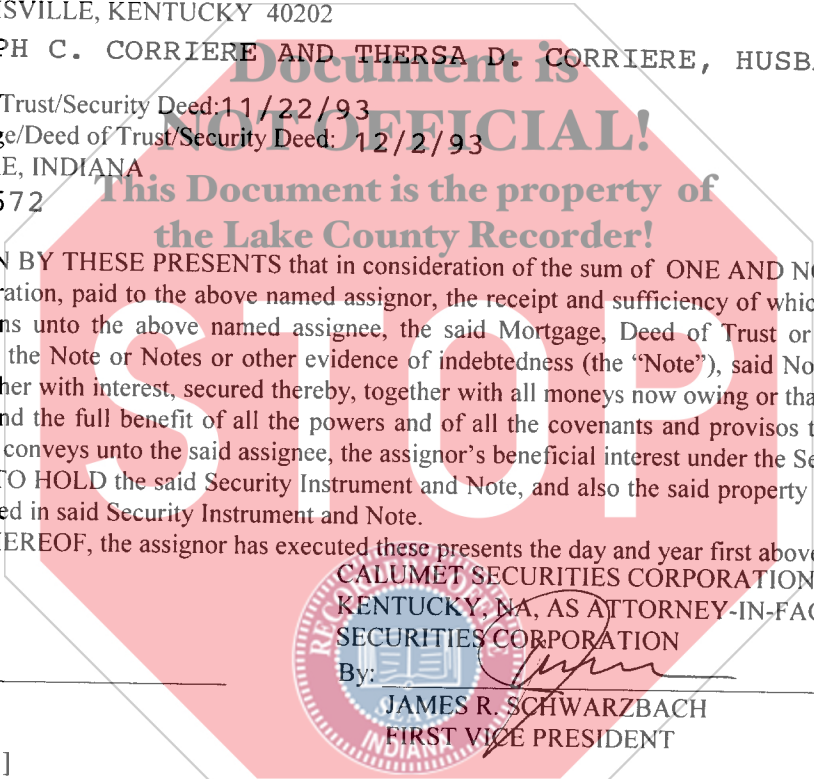 ISVILLE, KENTUCKY 40202
PH C. CORRIERE AND THERSA D. CORRIERE, HUSBA
Document is
Trust/Security Deed:11/22/93
NOT OFFICIAL!
ge/Deed of Trust/Security Deed: 12/2/93
E, INDIANA
This Document is the property of
572
the Lake County Recorder!
N BY THESE PRESENTS that in consideration of the sum of ONE AND NO
ration, paid to the above named assignor, the receipt and sufficiency of whic
ns unto the above named assignee, the said Mortgage, Deed of Trust or
the Note or Notes or other evidence of indebtedness (the “Note”), said No
her with interest, secured thereby, together with all moneys now owing or tha
nd the full benefit of all the powers and of all the covenants and provisos t
conveys unto the said assignee, the assignor’s beneficial interest under the Se
TO HOLD the said Security Instrument and Note, and also the said property
ed in said Security Instrument and Note.
STOP
EREOF, the assignor has executed these presents the day and year first above
CALUMET SECURITIES CORPORATION
KENTUCKY, NA, AS ATTORNEY-IN-FAC
SECURITIES CORPORATION
By:
JAMES R. SCHWARZBACH
FIRST VICE PRESIDENT
SEAL
INDIANA
]